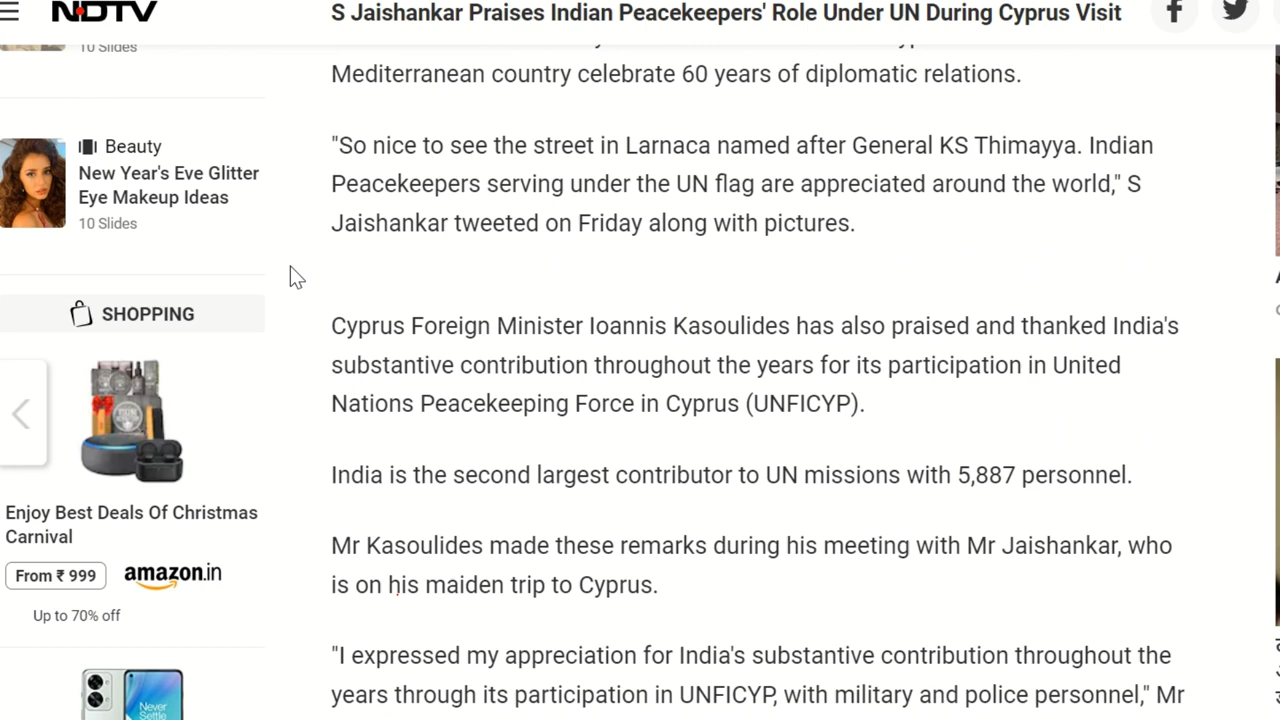 NDTV
S Jaishankar Praises Indian Peacekeepers' Role Under UN During Cyprus Visit
10 Slides
Beauty
New Year's Eve Glitter
Eye Makeup Ideas
10 Slides
SHOPPING
Enjoy Best Deals Of Christmas
Carnival
From ₹ 999
amazon.in
Up to 70% off
Never
Settle
Mediterranean country celebrate 60 years of diplomatic relations.
"So nice to see the street in Larnaca named after General KS Thimayya. Indian
Peacekeepers serving under the UN flag are appreciated around the world," S
Jaishankar tweeted on Friday along with pictures.
Cyprus Foreign Minister Ioannis Kasoulides has also praised and thanked India's
substantive contribution throughout the years for its participation in United
Nations Peacekeeping Force in Cyprus (UNFICYP).
India is the second largest contributor to UN missions with 5,887 personnel.
Mr Kasoulides made these remarks during his meeting with Mr Jaishankar, who
is on his maiden trip to Cyprus.
"I expressed my appreciation for India's substantive contribution throughout the
years through its participation in UNFICYP, with military and police personnel," Mr